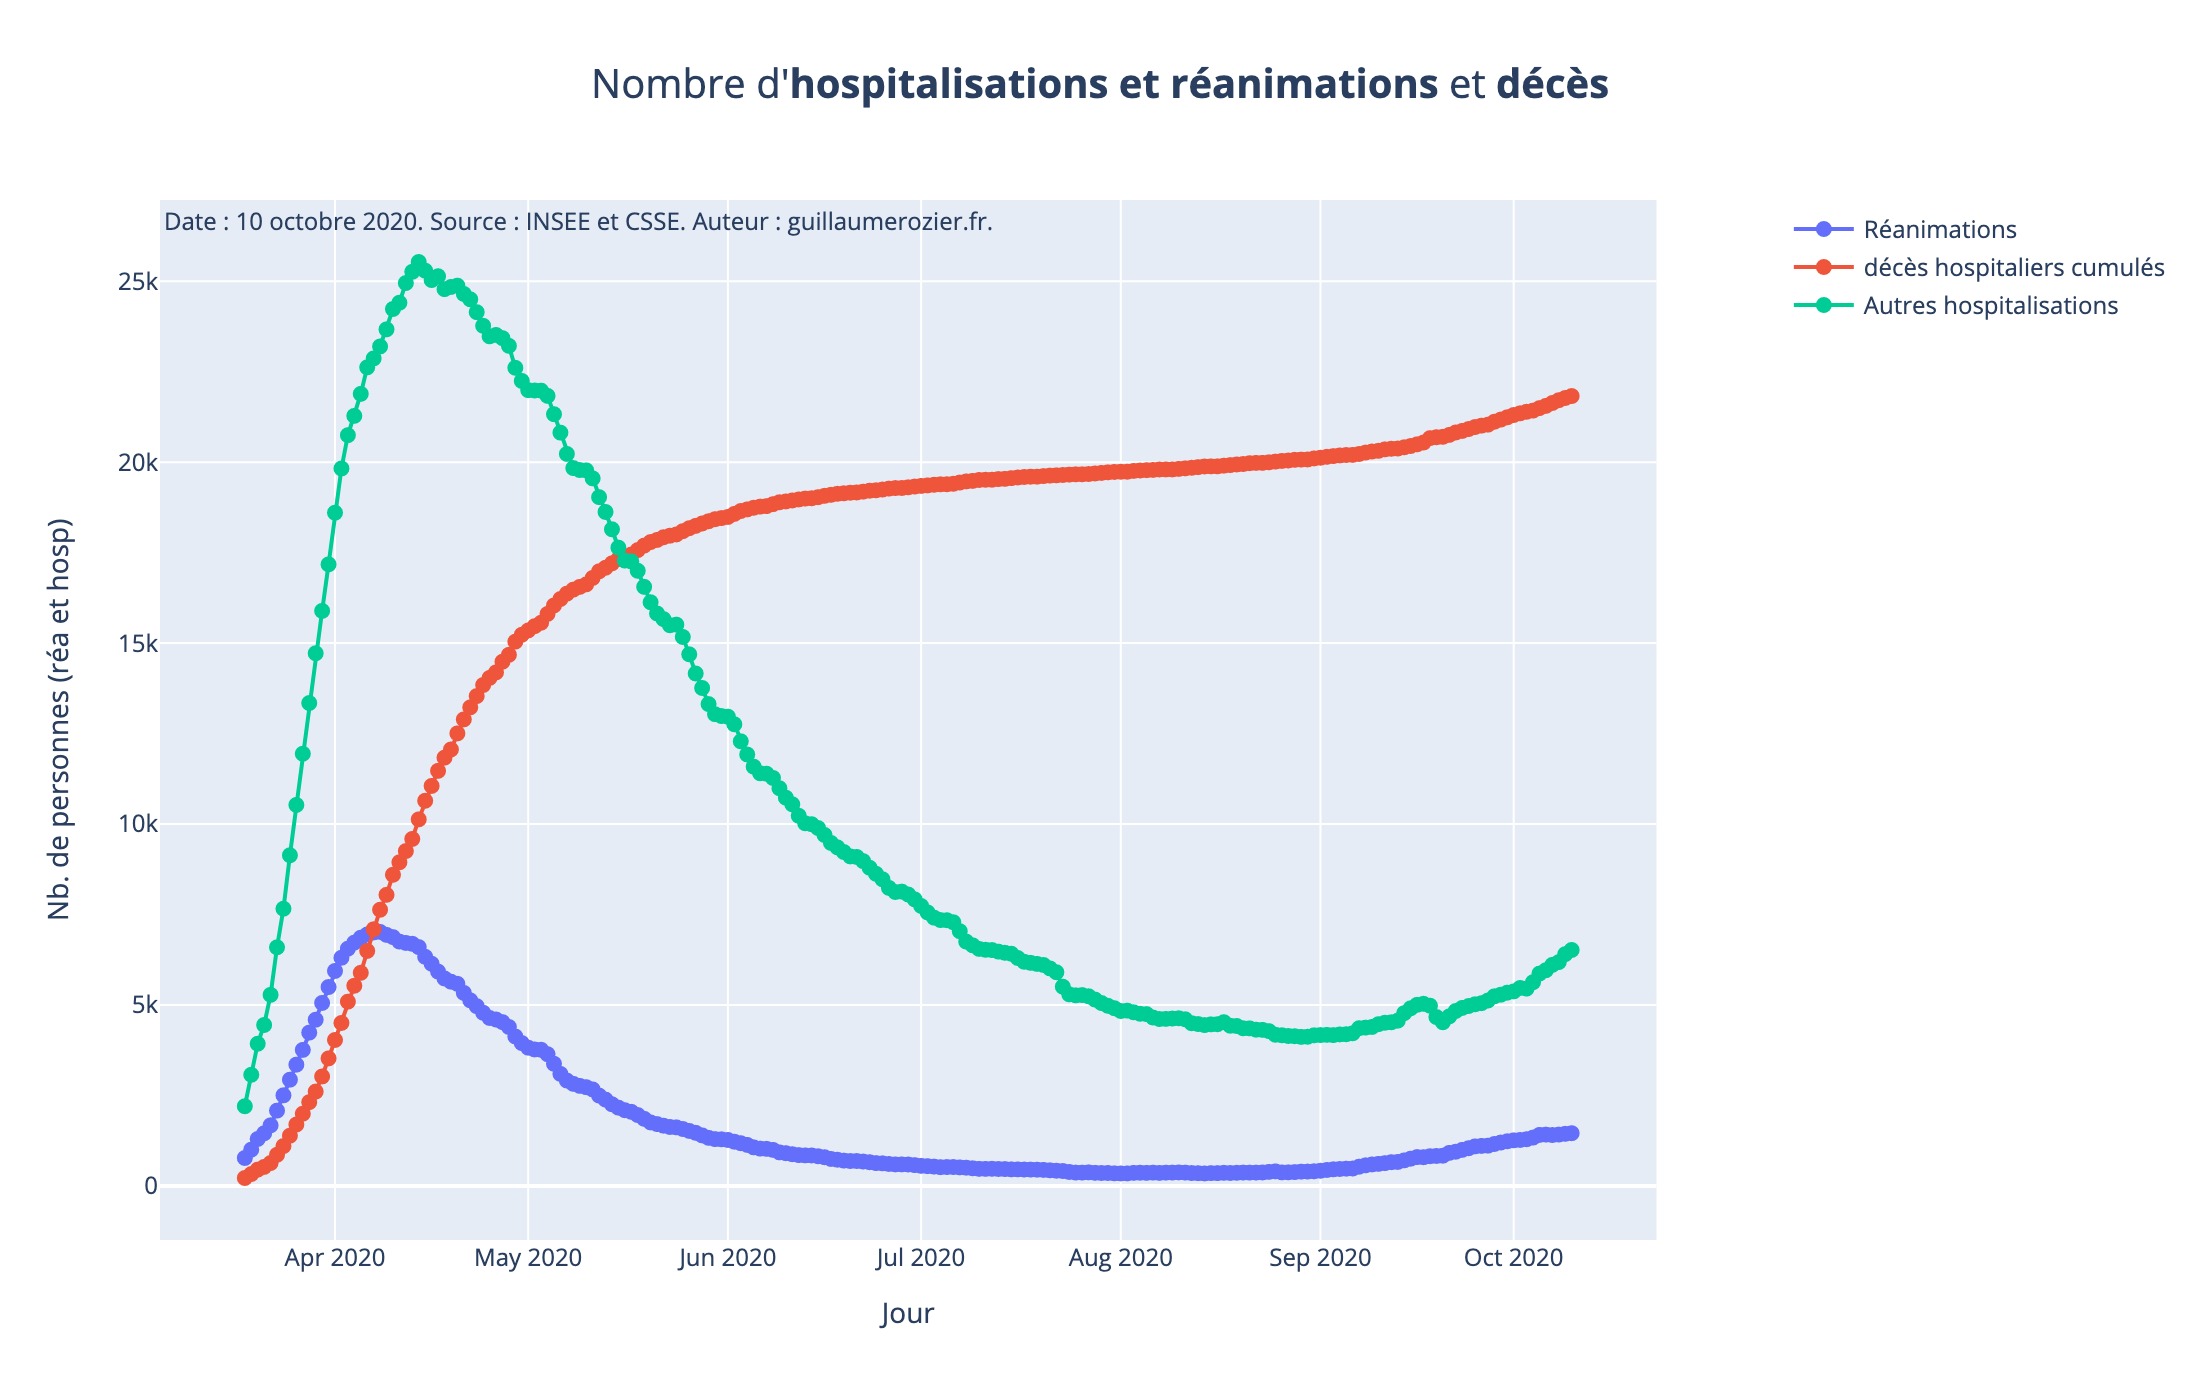 Nombre d'hospitalisations et réanimations et décès
Date : 10 octobre 2020. Source : INSEE et CSSE. Auteur : guillaumerozier.fr.
Réanimations
décès hospitaliers cumulés
Autres hospitalisations
Nb. de personnes (réa et hosp)
25k
20k
15k
10k
5k
0
Apr 2020 May 2020 Jun 2020 Jul 2020 Aug 2020 Sep 2020 Oct 2020
Jour